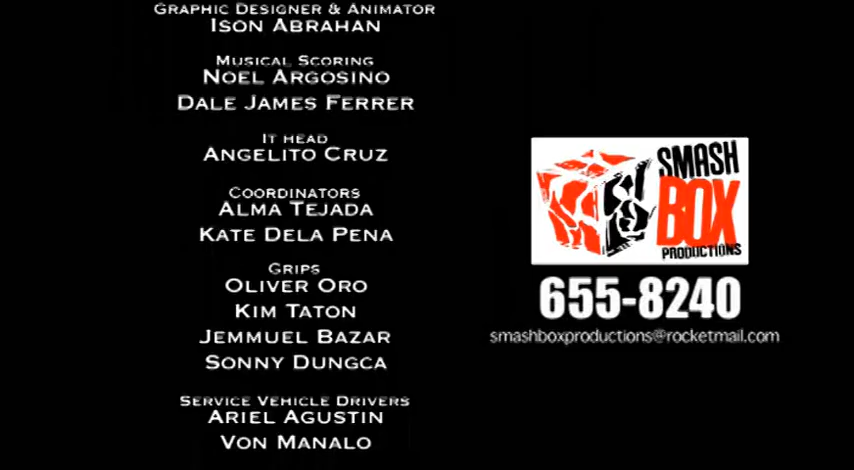 GRAPHIC DESIGNER & ANIMATOR
ISON ABRAHAN
MUSICAL SCORING
NOEL ARGOSINO
DALE JAMES FERRER
IT HEAD
ANGELITO CRUZ
COORDINATORS
ALMA TEJADA
KATE DELA PENA
GRIPS
OLIVER ORO
KIM TATON
JEMMUEL BAZAR
SONNY DUNGCA
SERVICE VEHICLE DRIVERS
ARIEL AGUSTIN
VON MANALO
SMASH
BOX
PRODUCTIONS
655-8240
smashboxproductions@rocketmail.com